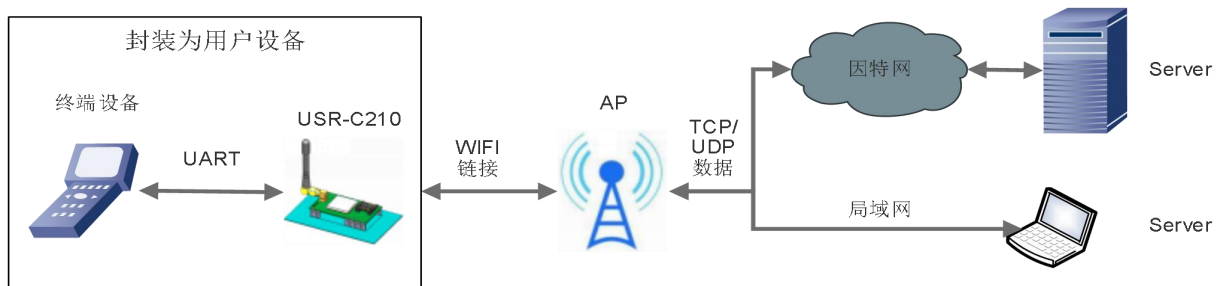 封装为用户设备
终端设备
USR-C210
UART
WIFI
链接
AP
TCP/
UDP
数据
因特网
Server
局域网
Server